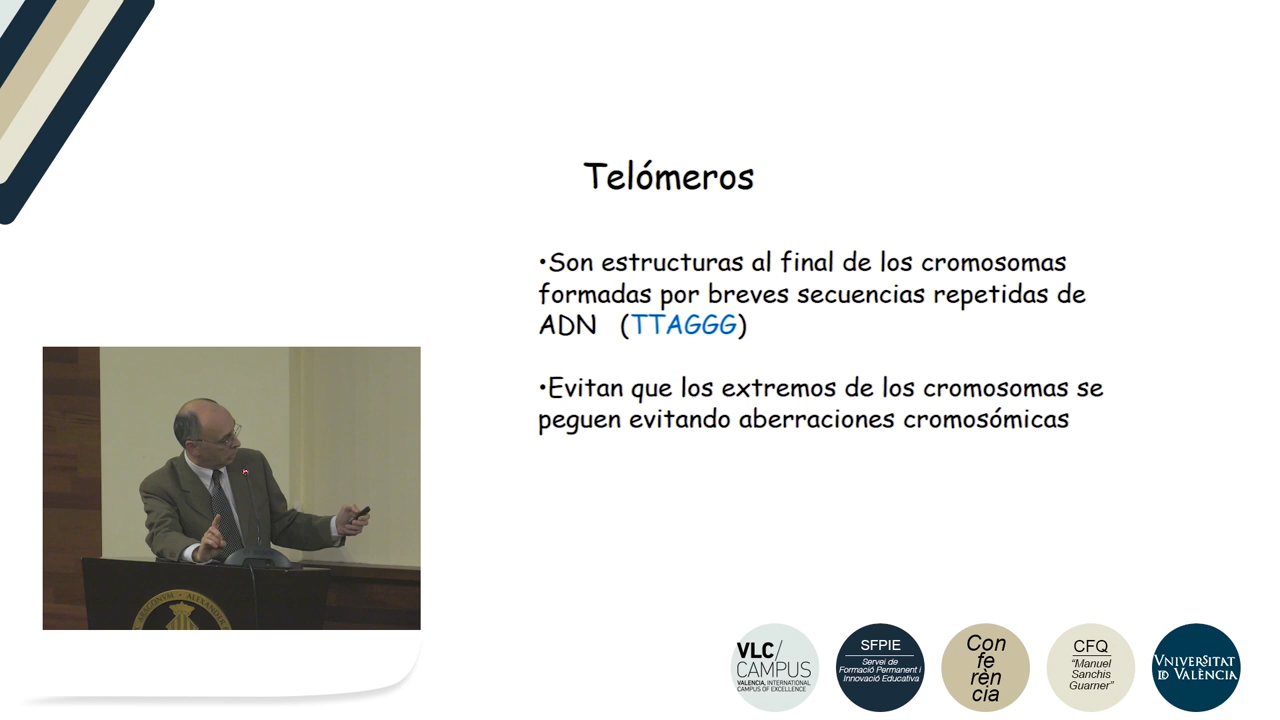 Telómeros
•Son estructuras al final de los cromosomas
formadas por breves secuencias repetidas de
ADN (TTAGGG)
•Evitan que los extremos de los cromosomas se
peguen evitando aberraciones cromosómicas
VLC/
CAMPUS
VALENCIA, INTERNATIONAL
CAMPUS OF EXCELLENCE
SFPIE
Servei de
Formació Permanent i
Innovació Educativa
Con
fe
rèn
cia
CFQ
"Manuel
Sanchis
Guarner"
VNIVERSITAT
ID VALÈNCIA